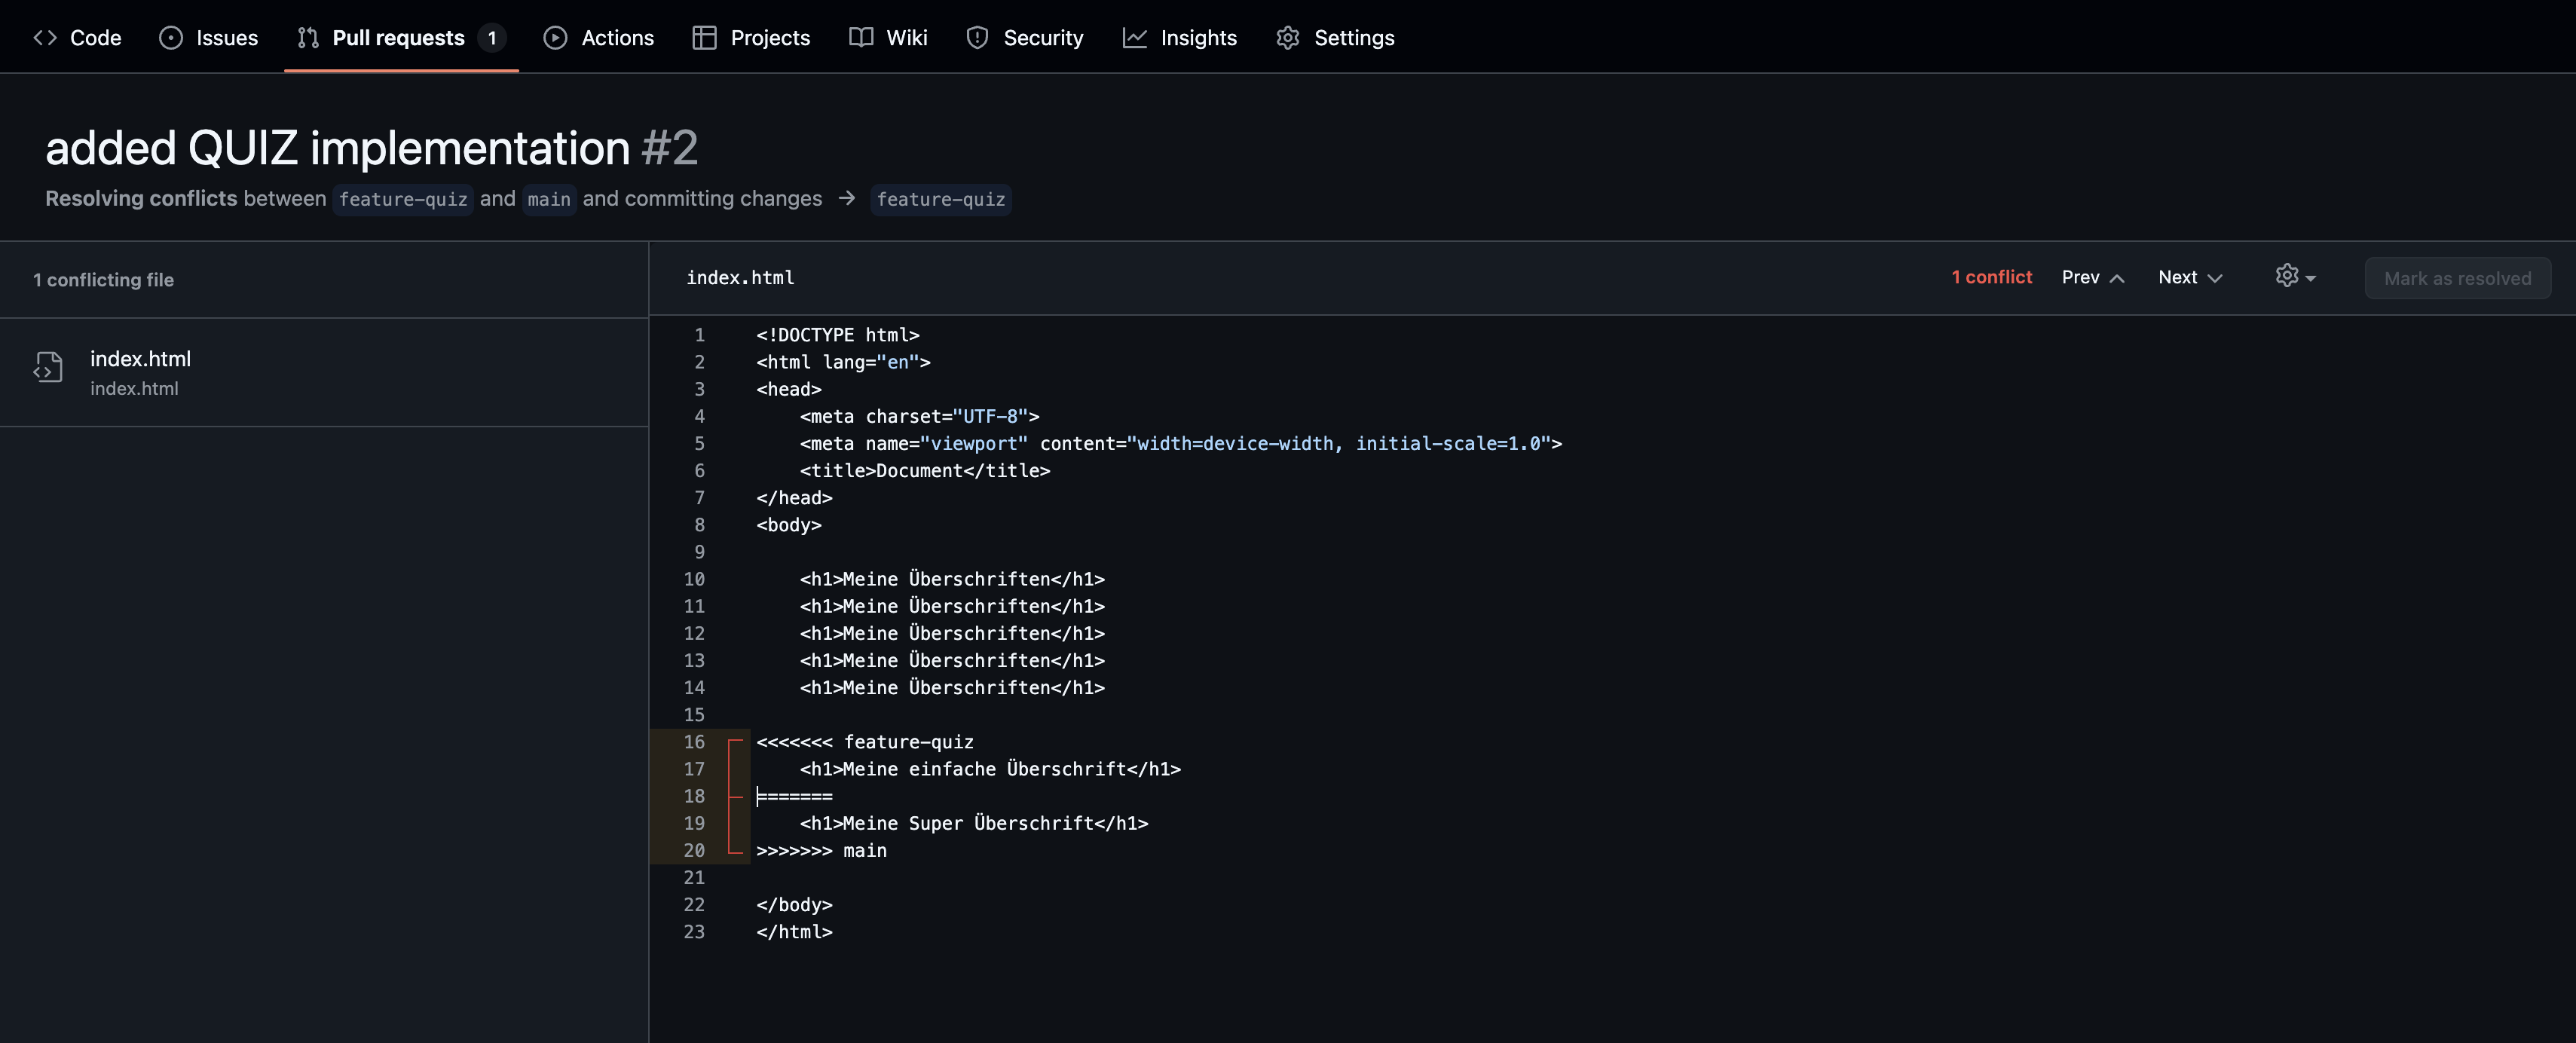 Code Issues Pull requests 1 Actions Projects Wiki Security Insights Settings
added QUIZ implementation #2
Resolving conflicts between feature-quiz and main and committing changes → feature-quiz
1 conflicting file
index.html
index.html
index.html 1 conflict Prev Next Mark as resolved
1 <!DOCTYPE html>
2 <html lang="en">
3 <head>
4     <meta charset="UTF-8">
5     <meta name="viewport" content="width=device-width, initial-scale=1.0">
6     <title>Document</title>
7 </head>
8 <body>
9
10     <h1>Meine Überschriften</h1>
11     <h1>Meine Überschriften</h1>
12     <h1>Meine Überschriften</h1>
13     <h1>Meine Überschriften</h1>
14     <h1>Meine Überschriften</h1>
15
16 <<<<<<< feature-quiz
17     <h1>Meine einfache Überschrift</h1>
18 =======
19     <h1>Meine Super Überschrift</h1>
20 >>>>>>> main
21
22 </body>
23 </html>